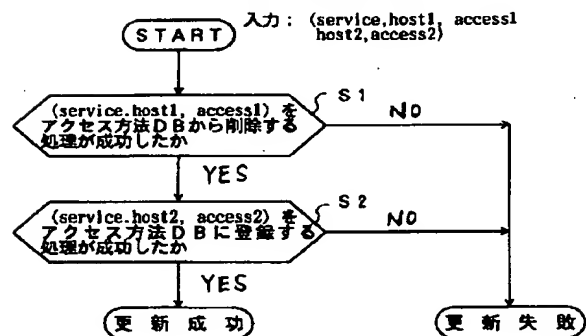 入力: (service,host1, access1
host2,access2)
START
S1
(service.host1, access1) を
アクセス方法DBから削除する
処理が成功したか
NO
YES
S2
(service.host2, access2) を
アクセス方法DBに登録する
処理が成功したか
NO
YES
更新成功
更新失敗